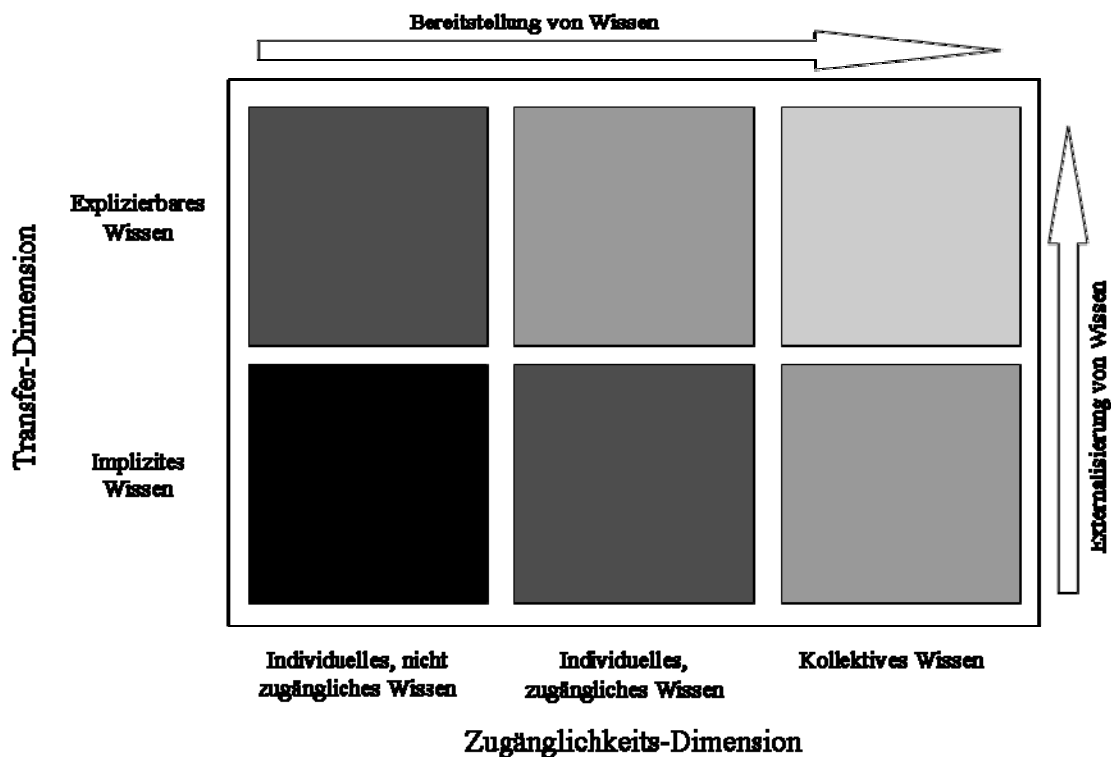 Bereitstellung von Wissen
Explizierbares
Wissen
Transfer-Dimension
Implizites
Wissen
Externalisierung von Wissen
Individuelles, nicht
zugängliches Wissen
Individuelles,
zugängliches Wissen
Kollektives Wissen
Zugänglichkeits-Dimension